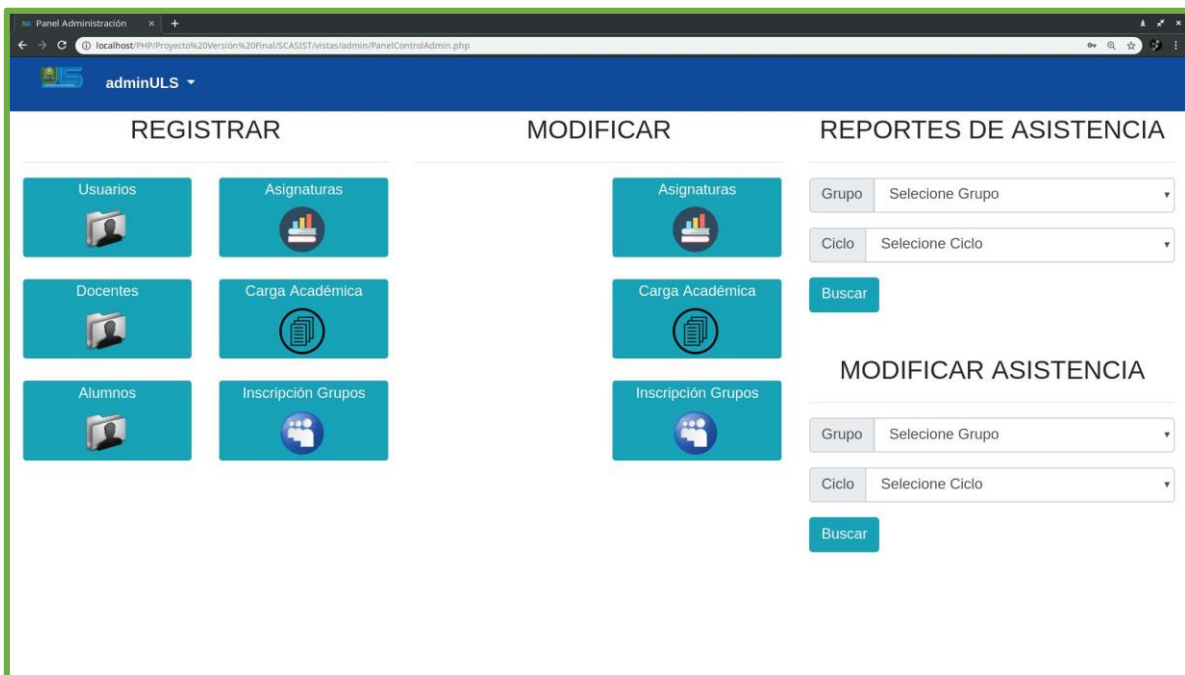 Panel Administración
localhost/PHP/Proyecto%20Versión%20Final/SCASIST/vistas/admin/PanelControlAdmin.php
ULS
adminULS
REGISTRAR
Usuarios
Asignaturas
Docentes
Carga Académica
Alumnos
Inscripción Grupos
MODIFICAR
Asignaturas
Carga Académica
Inscripción Grupos
REPORTES DE ASISTENCIA
Grupo Selecione Grupo
Ciclo Selecione Ciclo
Buscar
MODIFICAR ASISTENCIA
Grupo Selecione Grupo
Ciclo Selecione Ciclo
Buscar